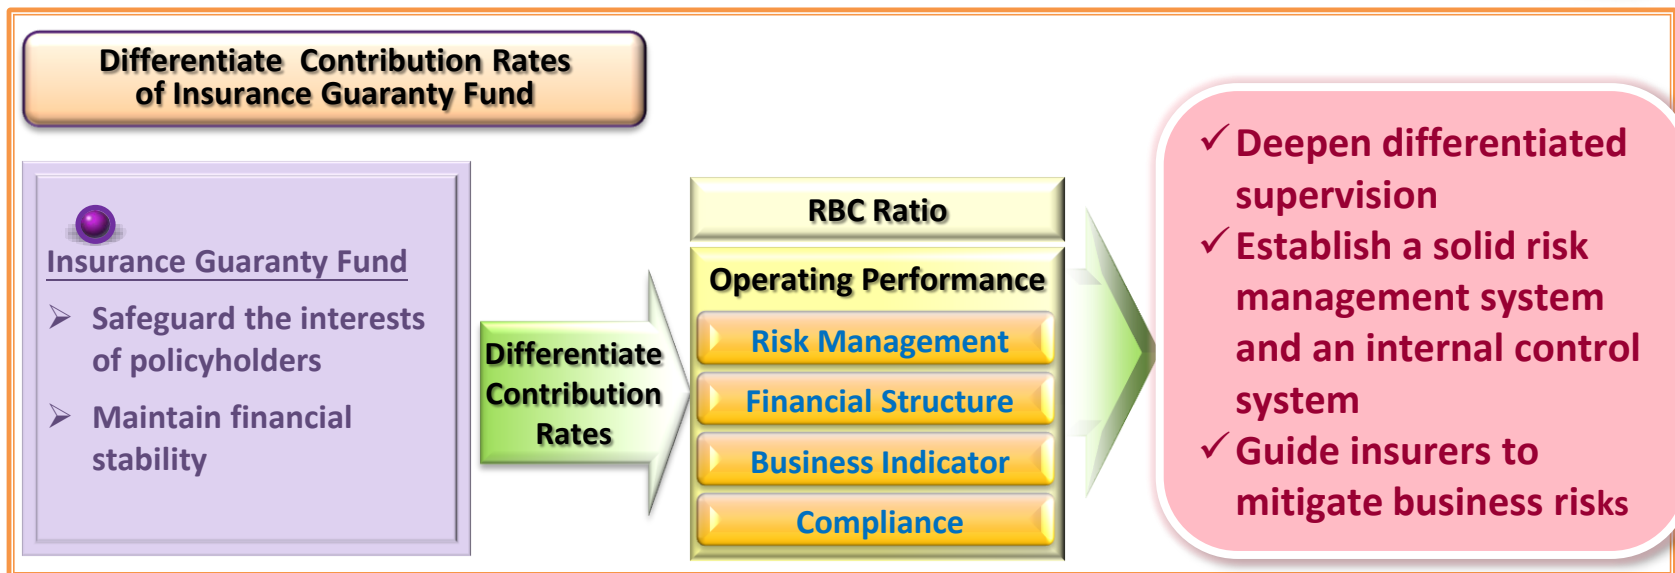 Differentiate Contribution Rates
of Insurance Guaranty Fund
Insurance Guaranty Fund
➢ Safeguard the interests
of policyholders
➢ Maintain financial
stability
Differentiate
Contribution
Rates
RBC Ratio
Operating Performance
Risk Management
Financial Structure
Business Indicator
Compliance
✓ Deepen differentiated
supervision
✓ Establish a solid risk
management system
and an internal control
system
✓ Guide insurers to
mitigate business risks